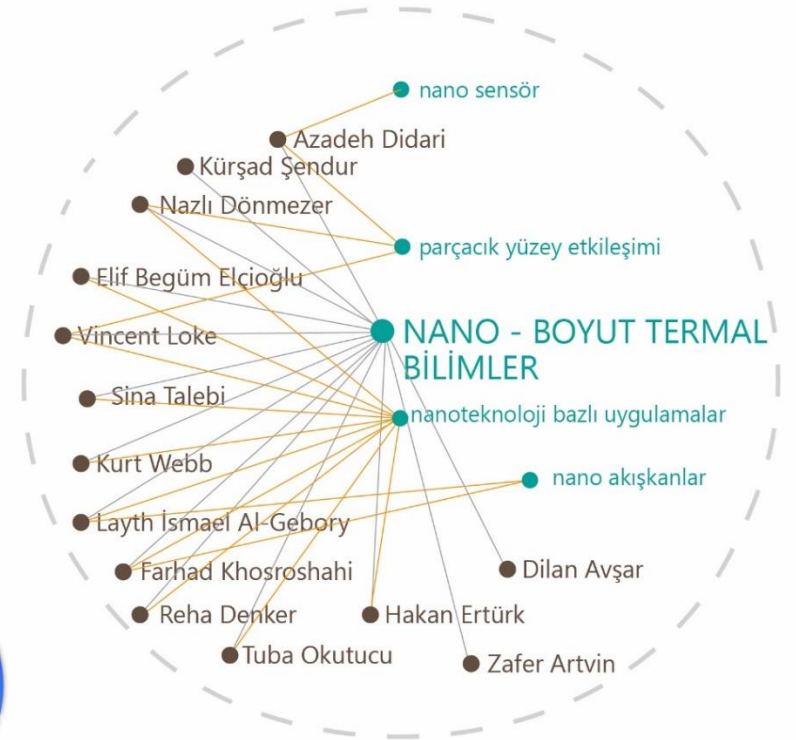 nano sensör
Azadeh Didari
Kürşad Şendur
Nazlı Dönmezer
parçacık yüzey etkileşimi
Elif Begüm Elçioğlu
NANO - BOYUT TERMAL
BİLİMLER
Vincent Loke
Sina Talebi
nanoteknoloji bazlı uygulamalar
Kurt Webb
nano akışkanlar
Layth İsmael Al-Gebory
Farhad Khosroshahi
Dilan Avşar
Reha Denker
Hakan Ertürk
Tuba Okutucu
Zafer Artvin